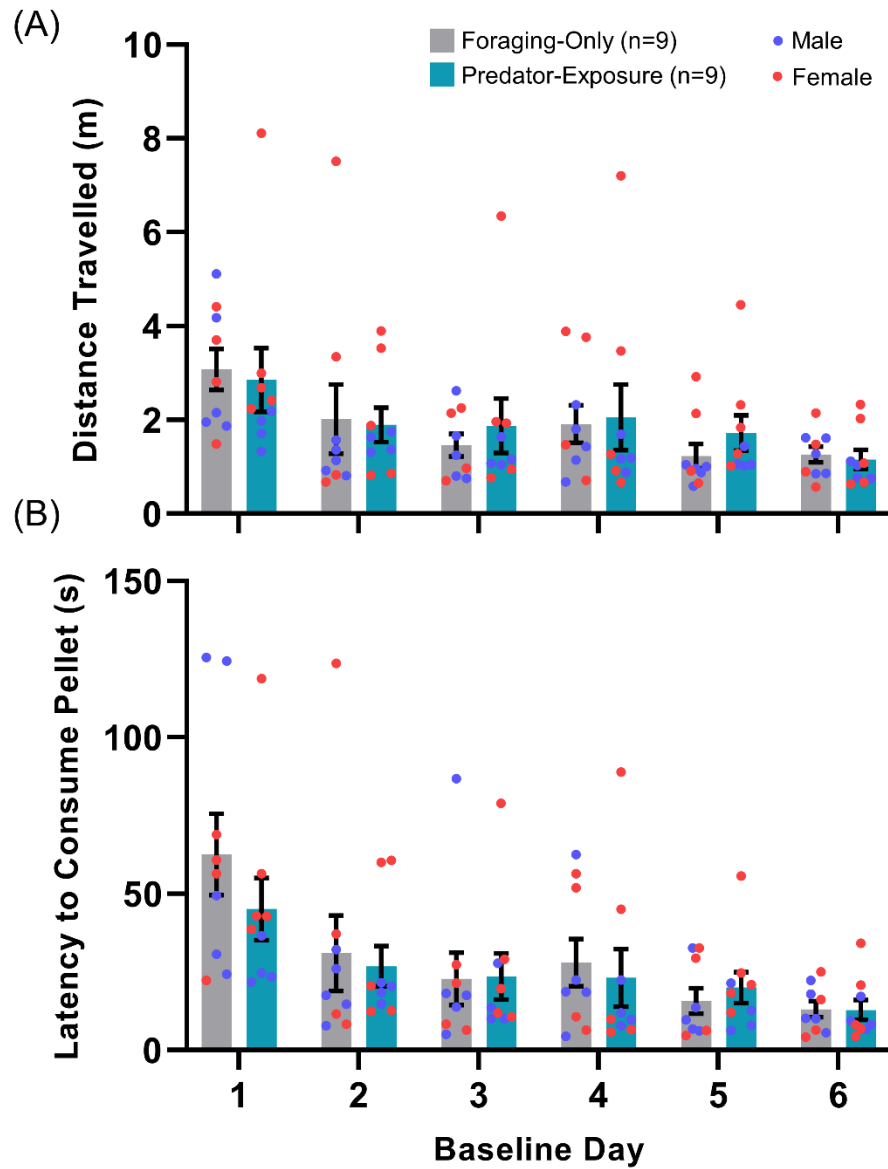 (A)
Distance Travelled (m)
10
8
6
4
2
0
Foraging-Only (n=9)
Predator-Exposure (n=9)
Male
Female
(B)
Latency to Consume Pellet (s)
150
100
50
0
1 2 3 4 5 6
Baseline Day